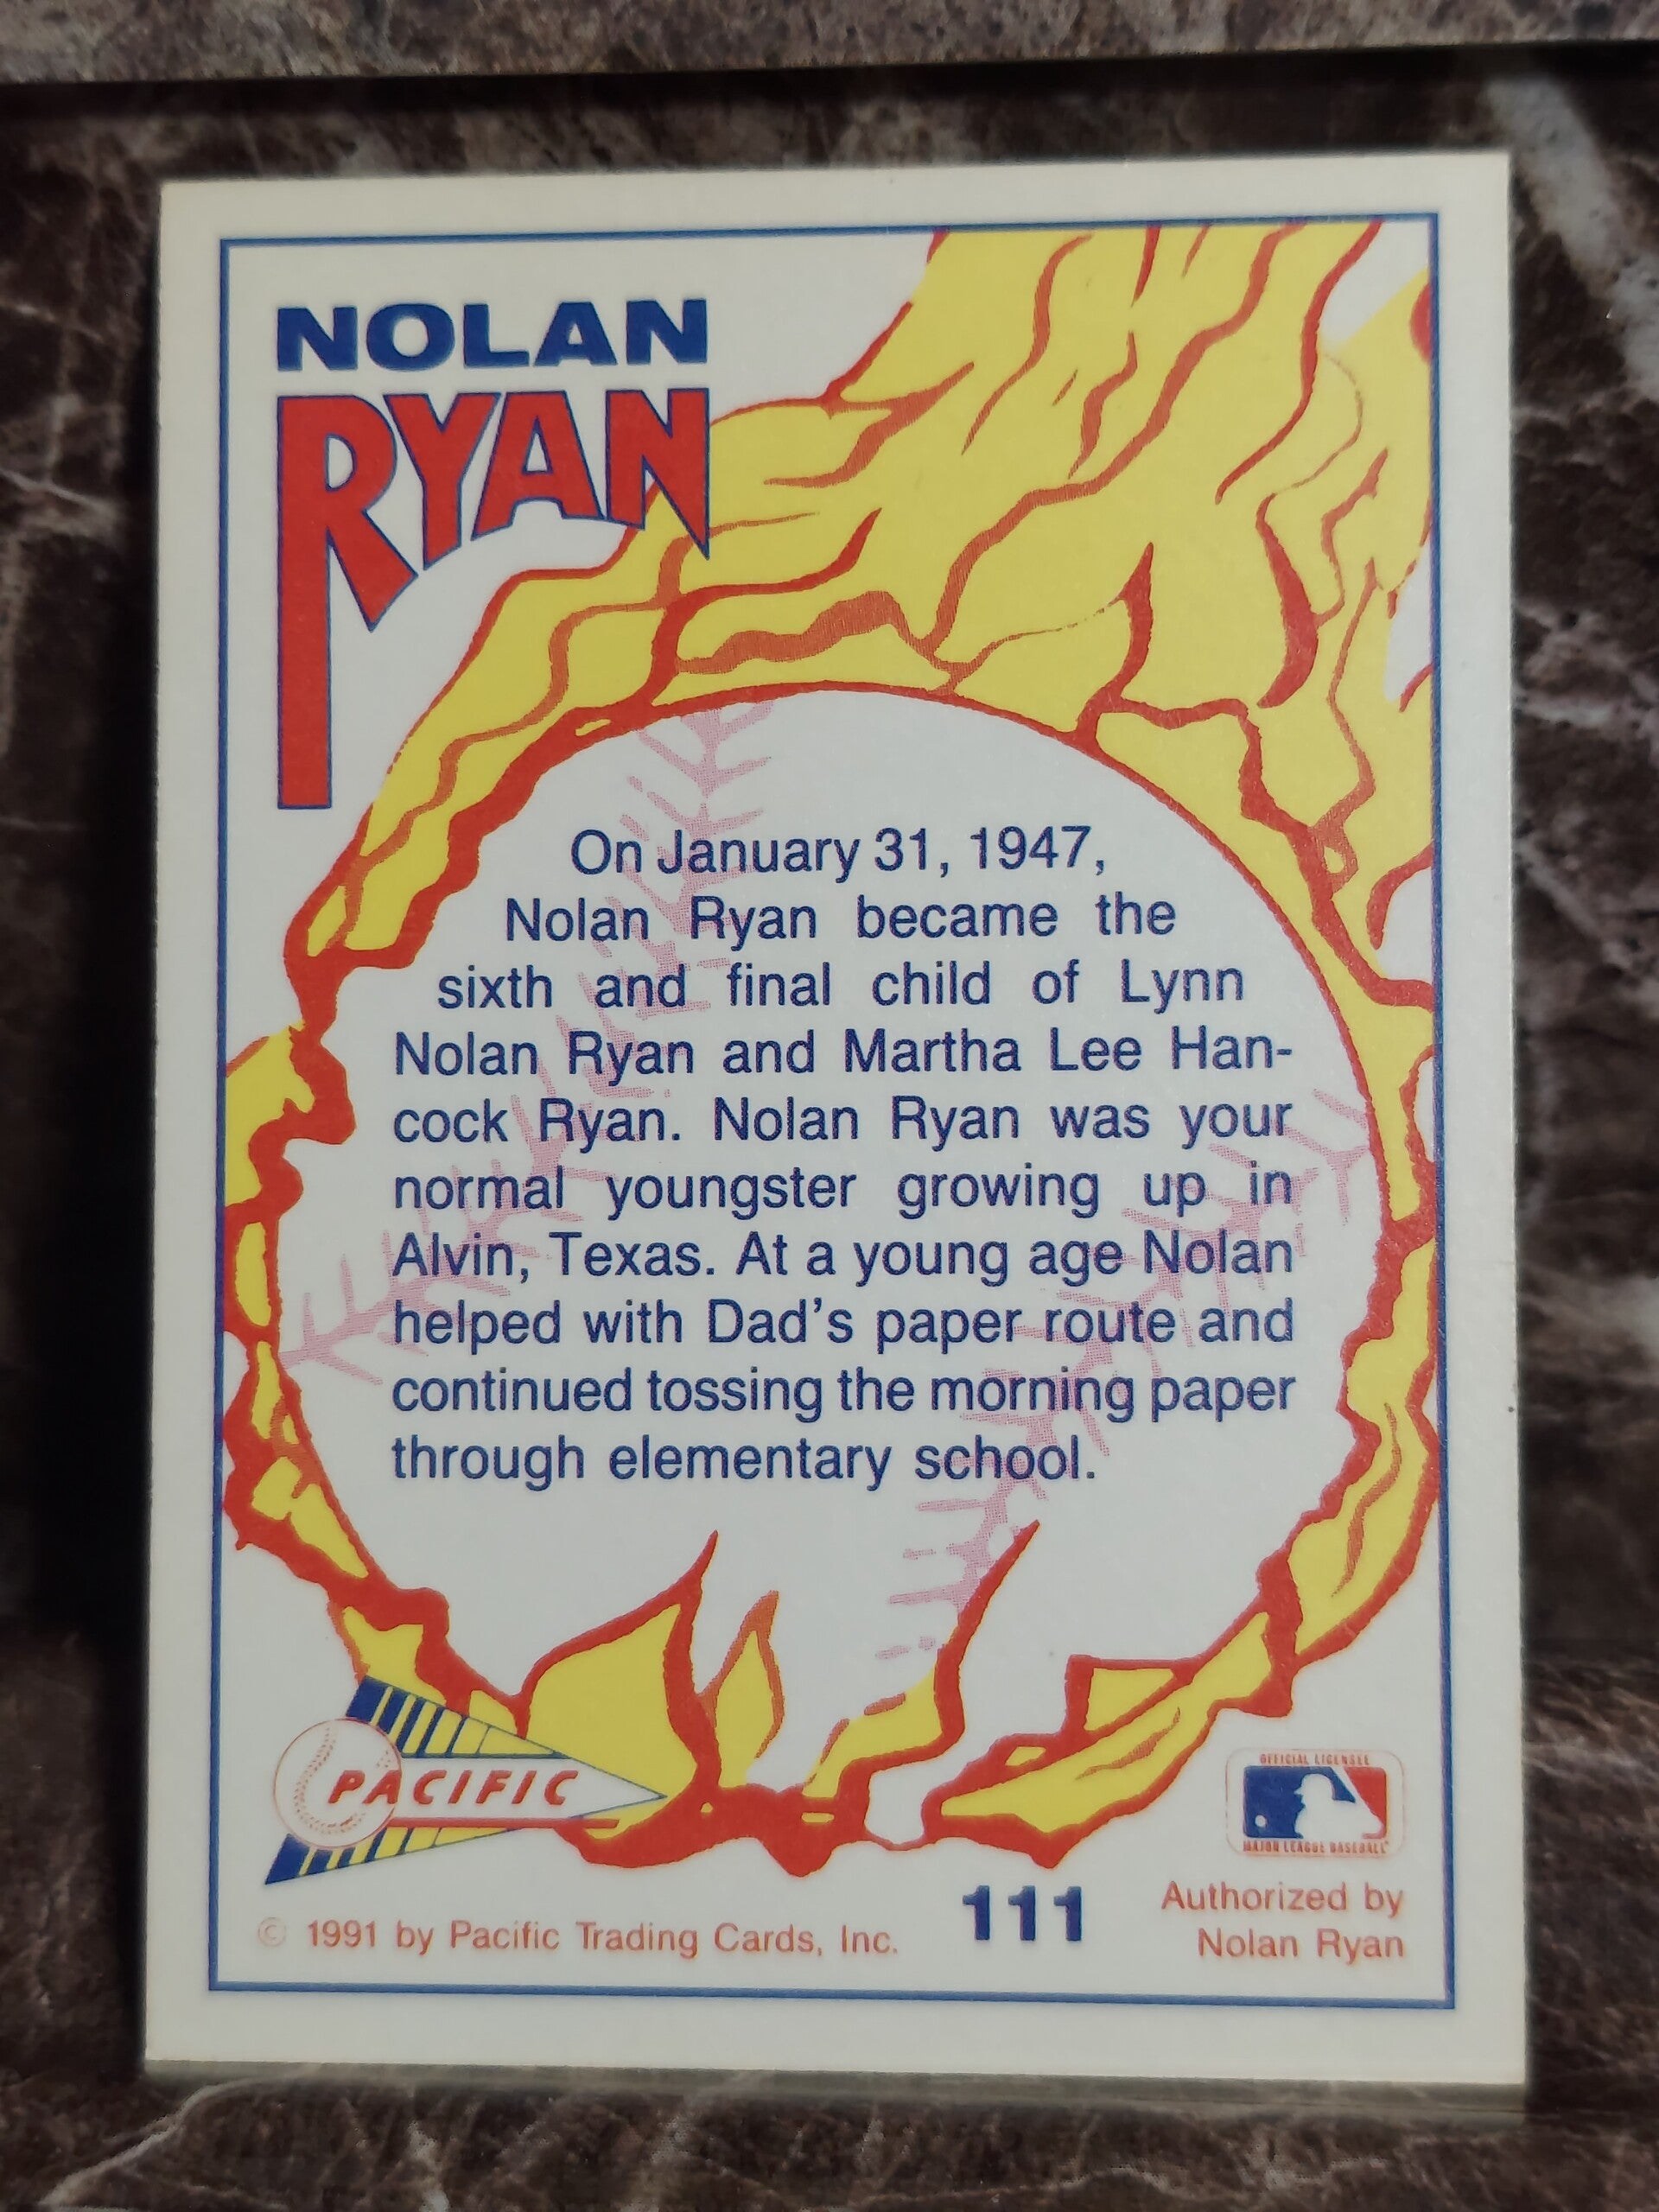 NOLAN
RYAN
On January 31, 1947,
Nolan Ryan became the
sixth and final child of Lynn
Nolan Ryan and Martha Lee Han-
cock Ryan. Nolan Ryan was your
normal youngster growing up in
Alvin, Texas. At a young age Nolan
helped with Dad's paper route and
continued tossing the morning paper
through elementary school.
PACIFIC
OFFICIAL LICENSEE
MAJOR LEAGUE BASEBALL
© 1991 by Pacific Trading Cards, Inc.
111
Authorized by
Nolan Ryan